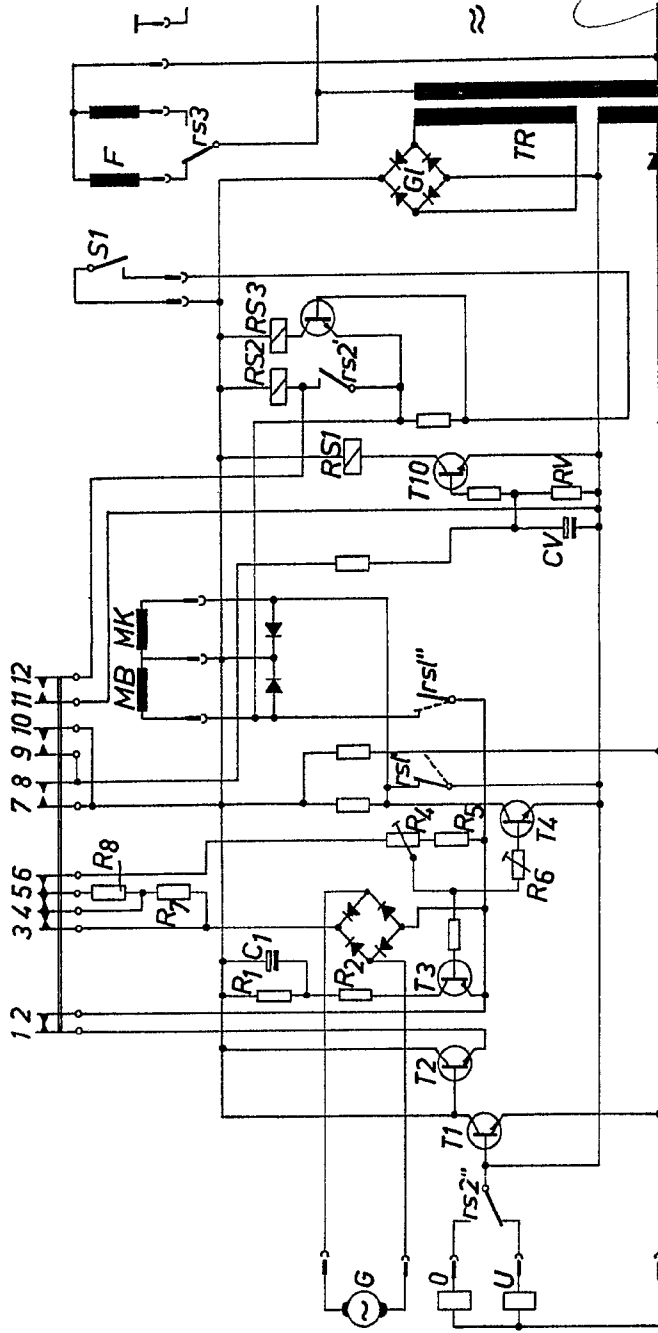 1 2 3 4 5 6 7 8 9 10 11 12
R8
R7
MB
MK
S1
F
rs3
≈
R1
C1
R2
RS2
RS3
rs2'
RS1
Gl
TR
T1
T2
T3
R4
R5
R6
T4
rs1'
rs1"
T10
CV
RV
G
~
rs2"
O
U